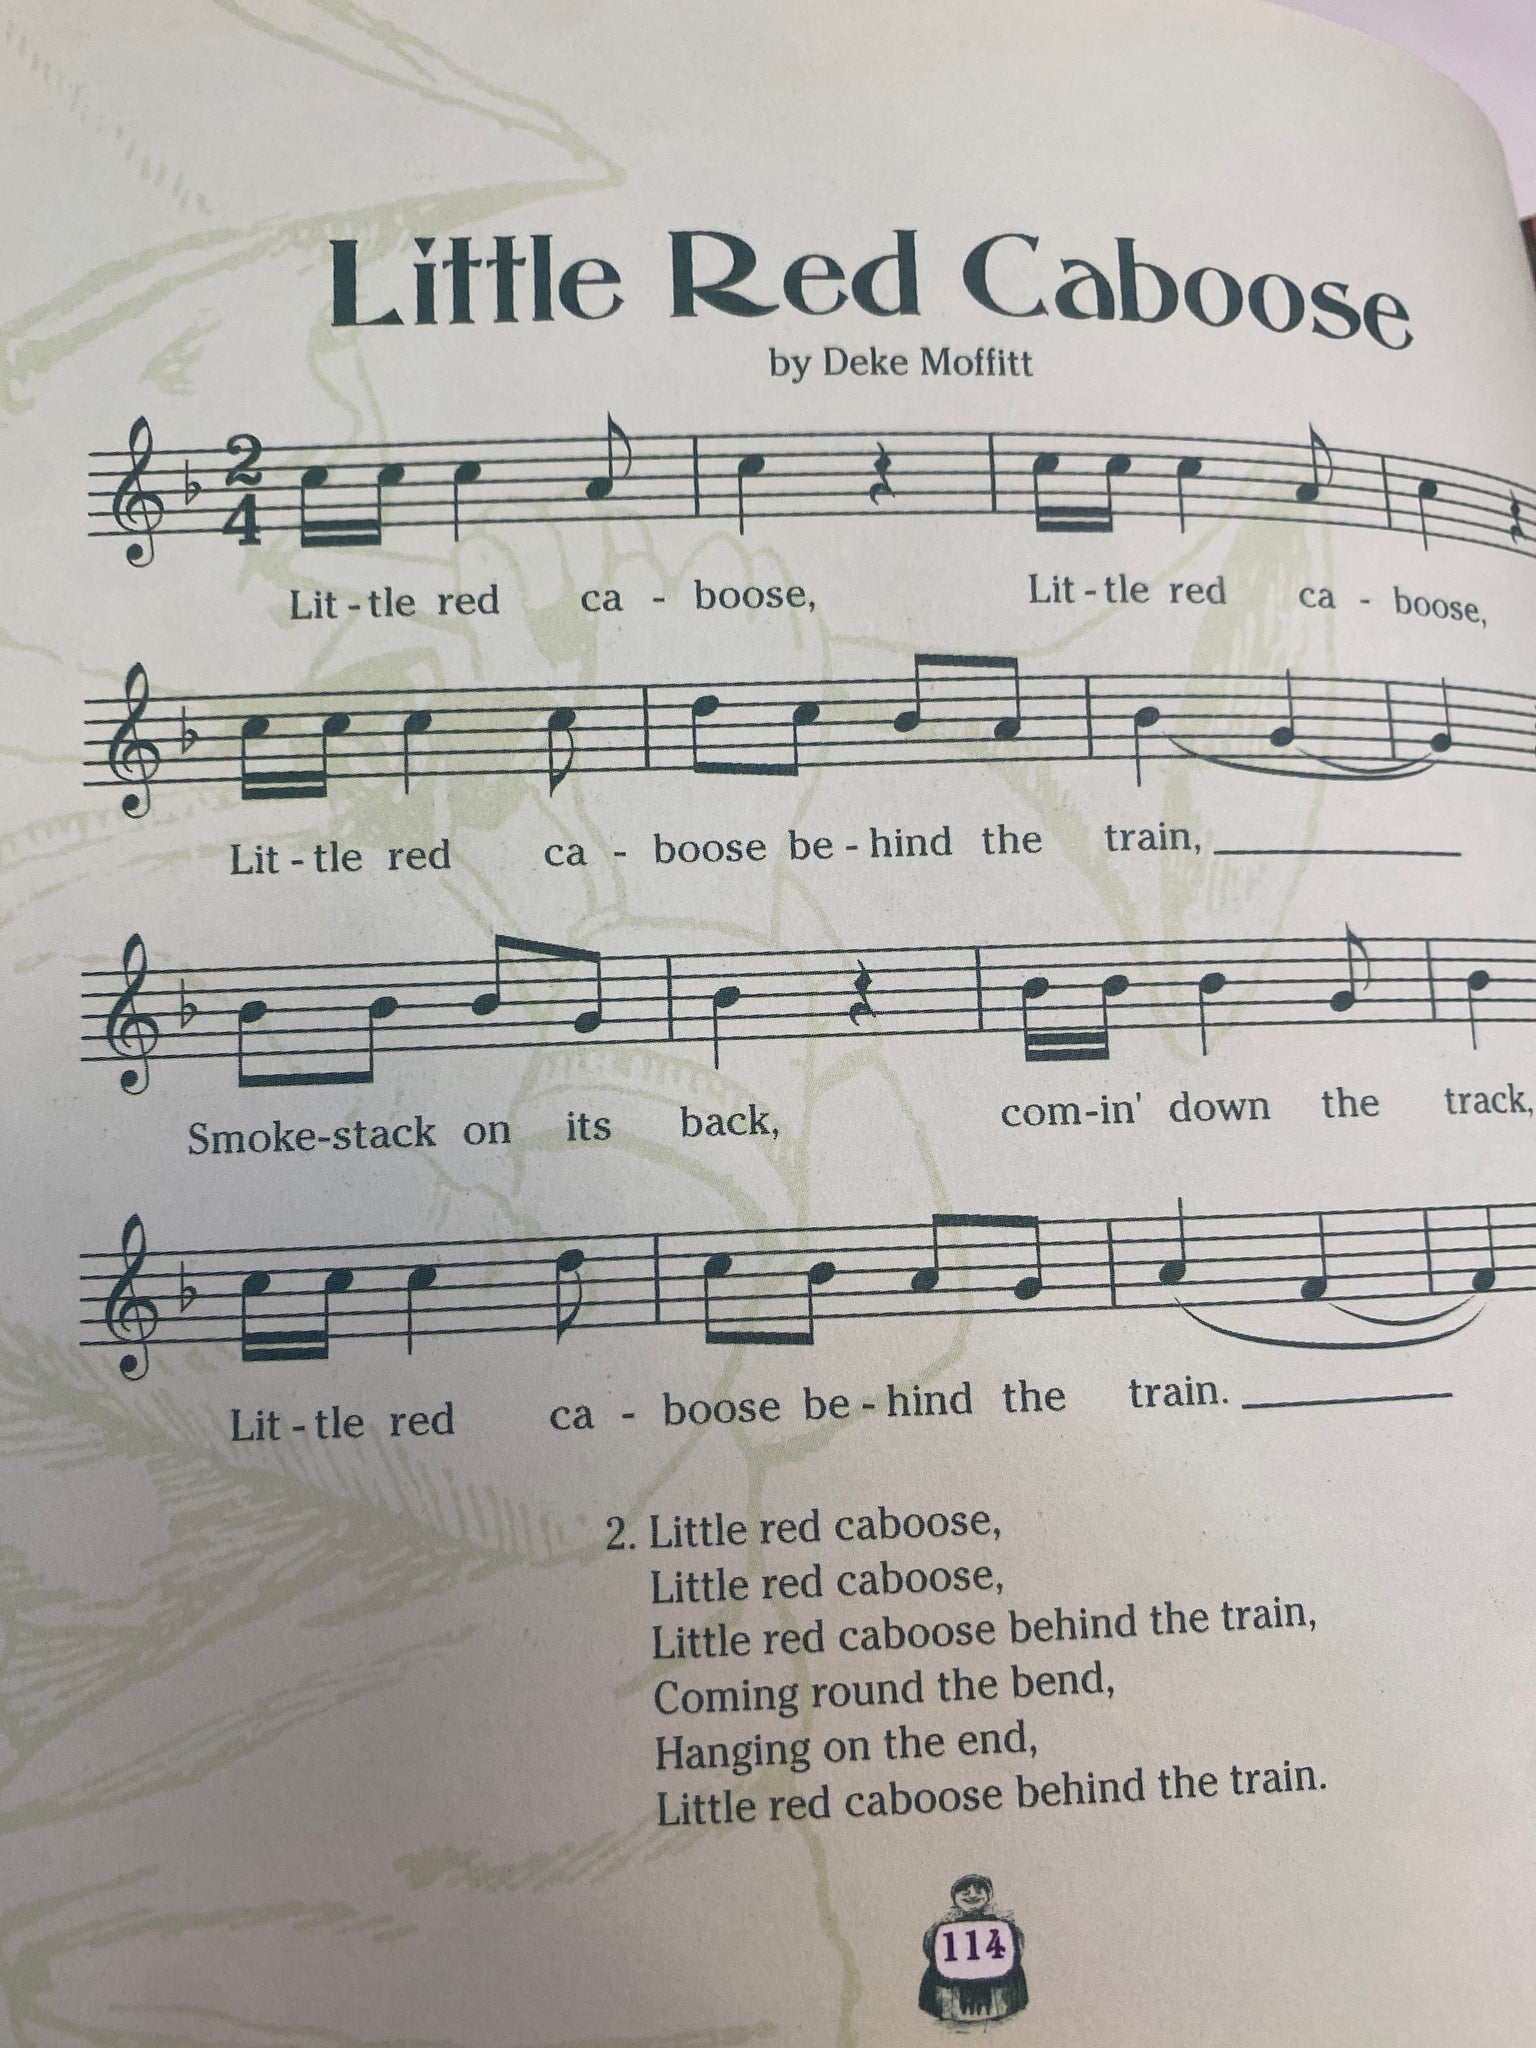 Little Red Caboose
by Deke Moffitt
2
4
Lit - tle red ca - boose, Lit - tle red ca - boose,
Lit - tle red ca - boose be - hind the train,
Smoke-stack on its back, com-in' down the track,
Lit - tle red ca - boose be - hind the train.
2. Little red caboose,
Little red caboose,
Little red caboose behind the train,
Coming round the bend,
Hanging on the end,
Little red caboose behind the train.
114